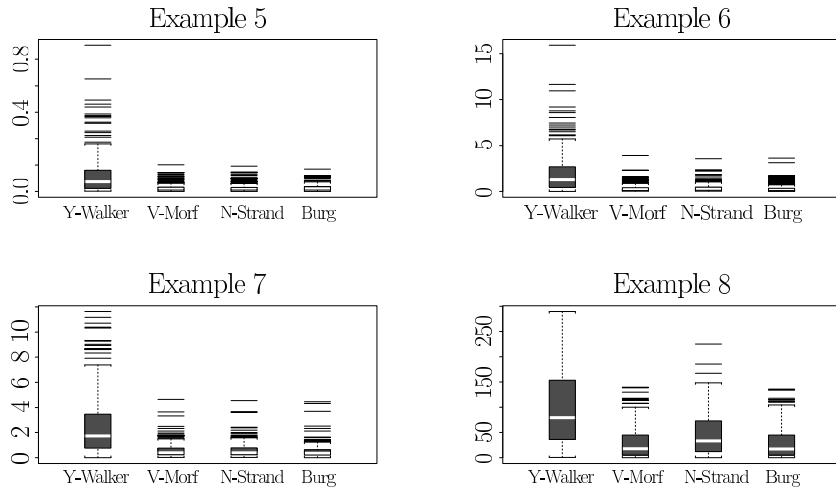 Example 5
0.8
0.4
0.0
Y-Walker V-Morf N-Strand Burg
Example 6
15
10
5
0
Y-Walker V-Morf N-Strand Burg
Example 7
10
8
6
4
2
0
Y-Walker V-Morf N-Strand Burg
Example 8
250
150
50
0
Y-Walker V-Morf N-Strand Burg